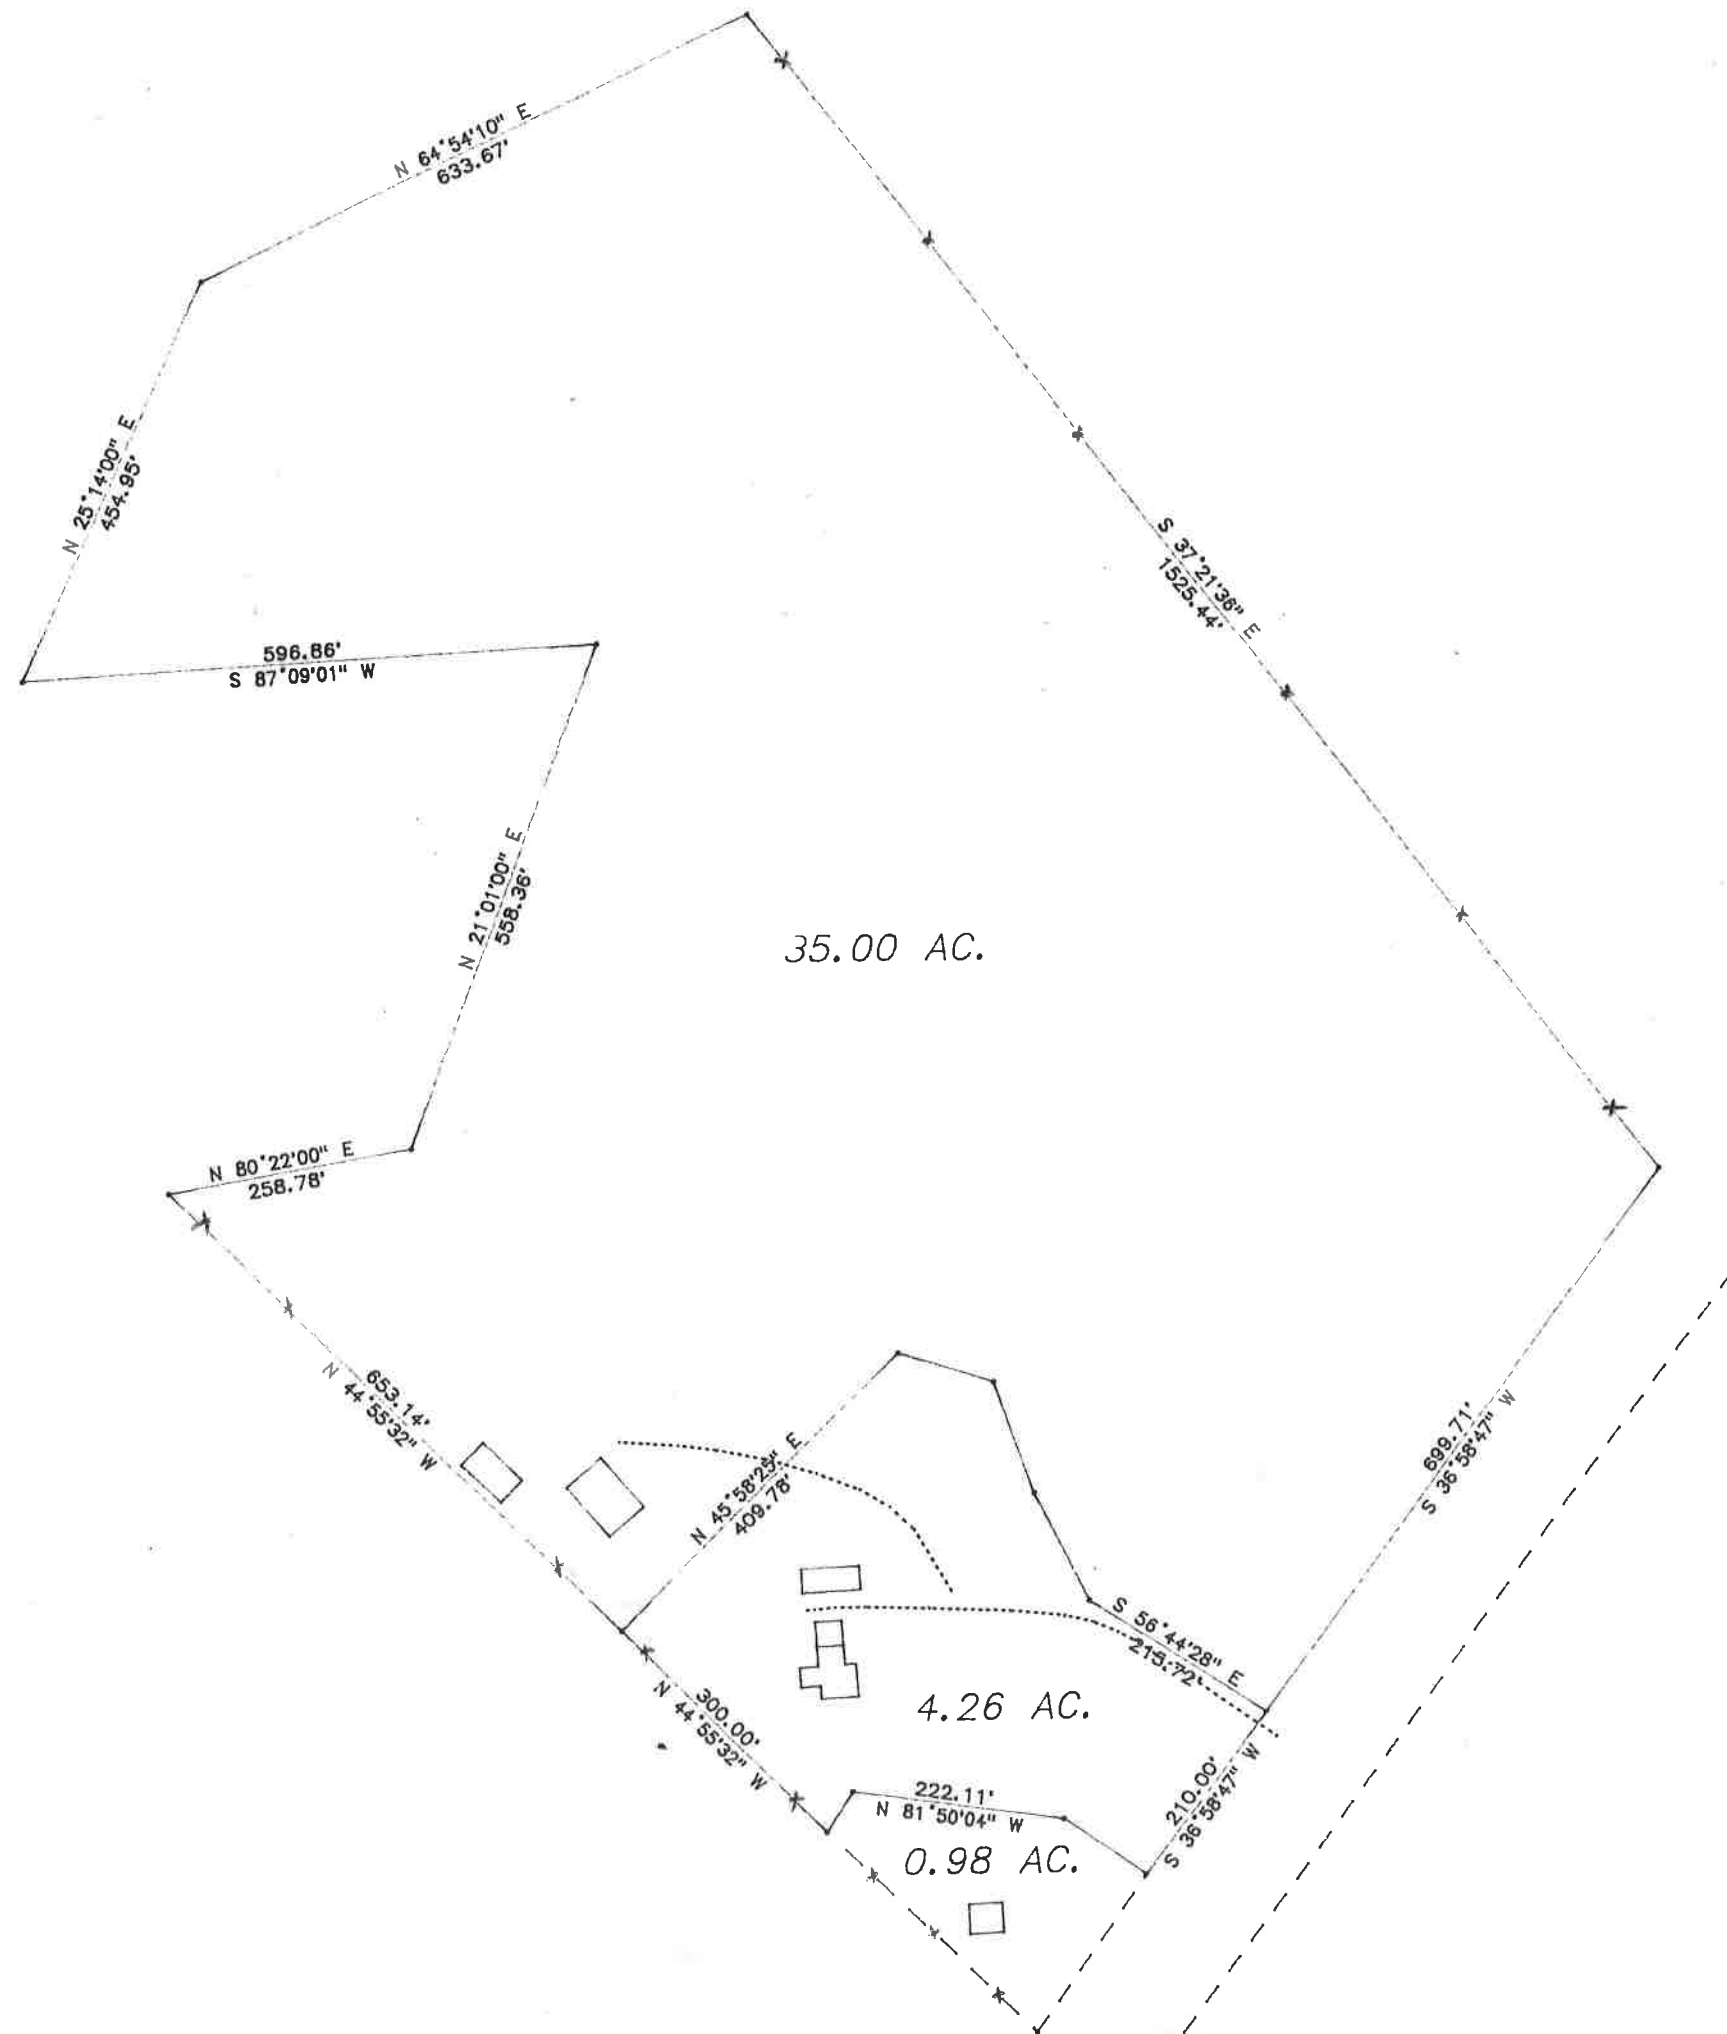 N 64°54'10" E
633.67'
N 25°14'00" E
454.95'
S 37°21'36" E
1525.44'
596.86'
S 87°09'01" W
N 21°01'00" E
558.36'
35.00 AC.
N 80°22'00" E
258.78'
653.14'
N 44°55'32" W
699.71'
S 36°58'47" W
N 45°58'25" E
409.78'
S 56°44'28" E
215.72'
300.00'
N 44°55'32" W
4.26 AC.
210.00'
S 36°58'47" W
222.11'
N 81°50'04" W
0.98 AC.